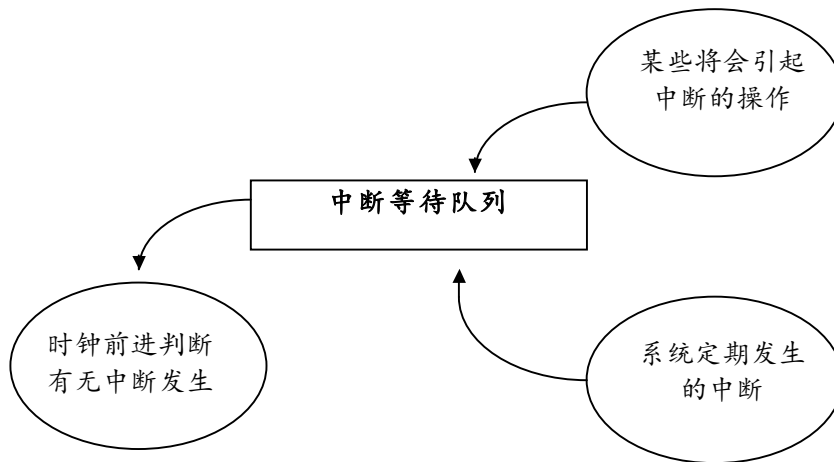 某些将会引起
中断的操作
中断等待队列
时钟前进判断
有无中断发生
系统定期发生
的中断